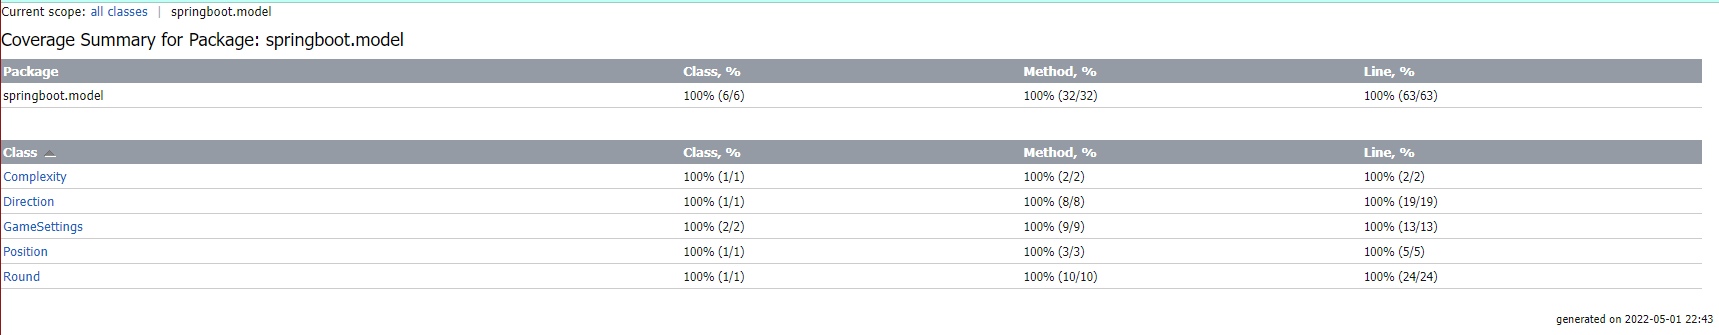 Current scope: all classes | springboot.model
Coverage Summary for Package: springboot.model
Package Class, % Method, % Line, %
springboot.model 100% (6/6) 100% (32/32) 100% (63/63)
Class Class, % Method, % Line, %
Complexity 100% (1/1) 100% (2/2) 100% (2/2)
Direction 100% (1/1) 100% (8/8) 100% (19/19)
GameSettings 100% (2/2) 100% (9/9) 100% (13/13)
Position 100% (1/1) 100% (3/3) 100% (5/5)
Round 100% (1/1) 100% (10/10) 100% (24/24)
generated on 2022-05-01 22:43